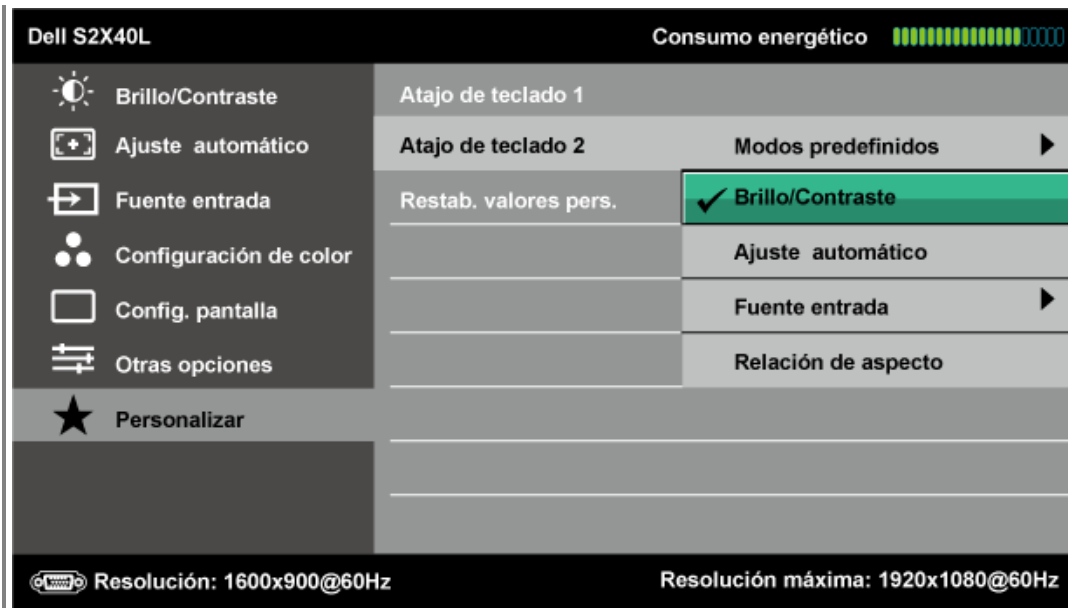 Dell S2X40L Consumo energético
Brillo/Contraste Atajo de teclado 1
Ajuste automático Atajo de teclado 2 Modos predefinidos
Fuente entrada Restab. valores pers. Brillo/Contraste
Configuración de color Ajuste automático
Config. pantalla Fuente entrada
Otras opciones Relación de aspecto
Personalizar
Resolución: 1600x900@60Hz Resolución máxima: 1920x1080@60Hz